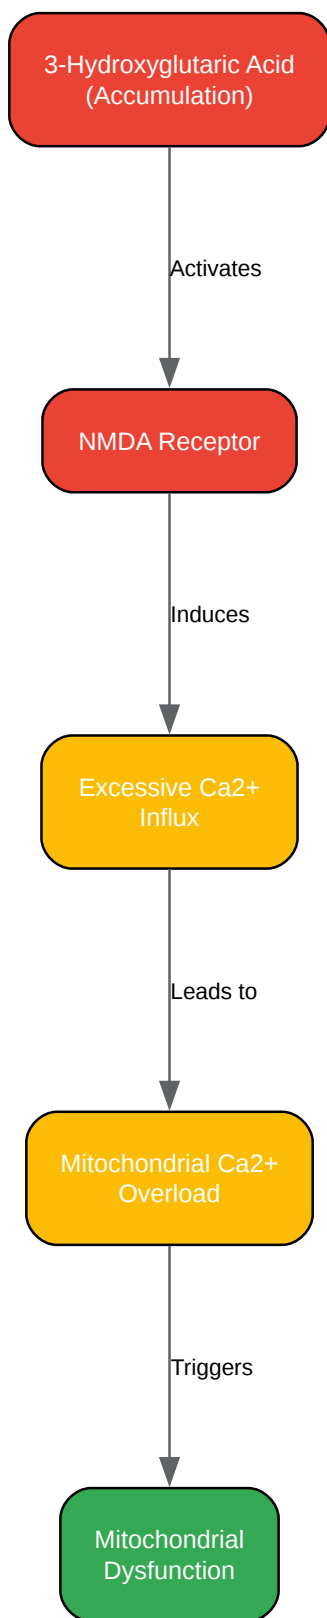 3-Hydroxyglutaric Acid
(Accumulation)
Activates
NMDA Receptor
Induces
Excessive Ca2+
Influx
Leads to
Mitochondrial Ca2+
Overload
Triggers
Mitochondrial
Dysfunction